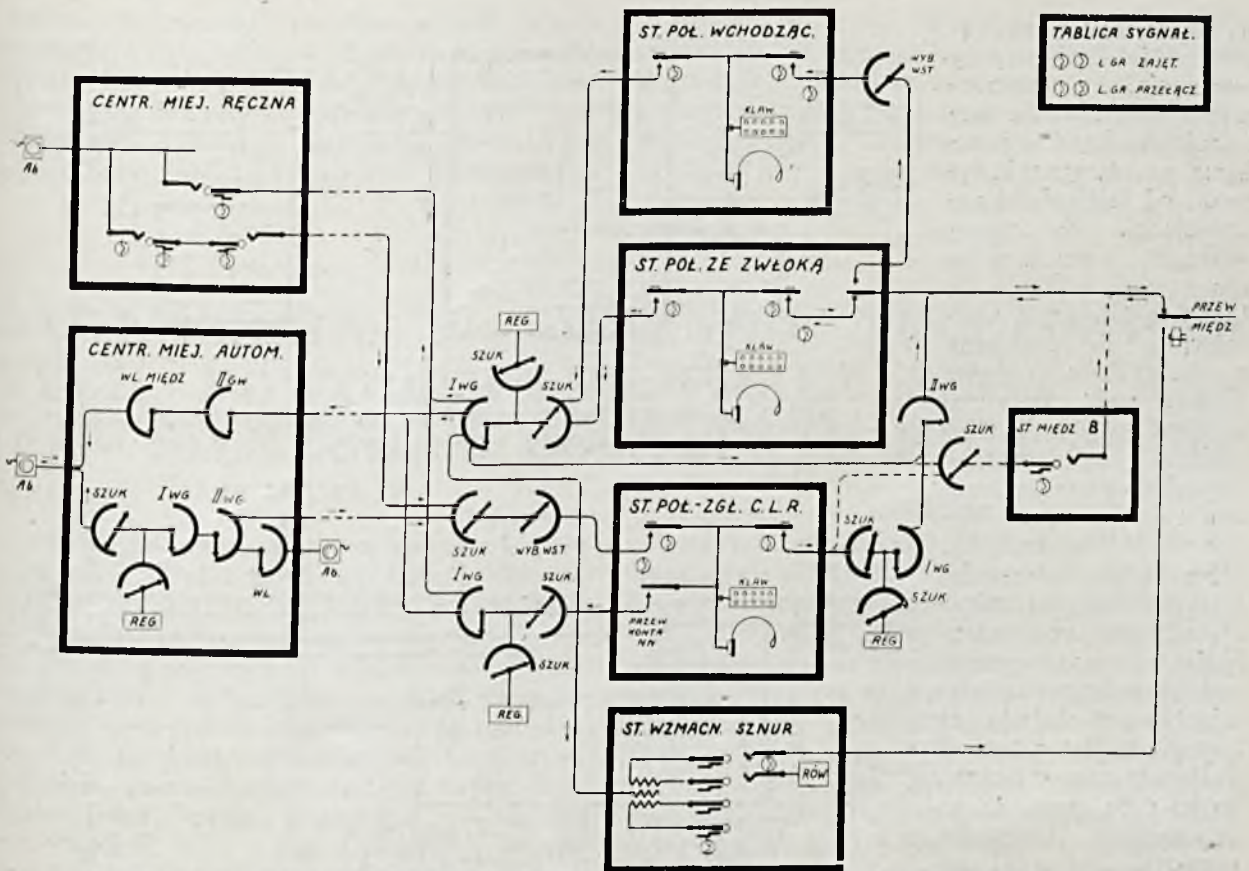 ST. POŁ. WCHODZĄC.
KLAW
WYB.
WST
TABLICA SYGNAŁ.
L. GR. ZAJĘT.
L. GR. PRZEŁĄCZ
CENTR. MIEJ. RĘCZNA
Ab
ST. POŁ. ZE ZWŁOKĄ
KLAW
PRZEW
MIĘDZ
CENTR. MIEJ. AUTOM.
WL. MIĘDZ
II GW
Ab.
SZUK
I WG
II WG
WL
Ab.
REG
REG
SZUK
I WG
SZUK
SZUK
WYB. WST
I WG
SZUK
SZUK
REG
ST. POŁ.-ZGŁ. C.L.R.
KLAW
PRZEW
KONTA
NN
II WG
SZUK
ST MIĘDZ B
SZUK
I WG
SZUK
REG
ST. WZMACN. SZNUR
RÓW